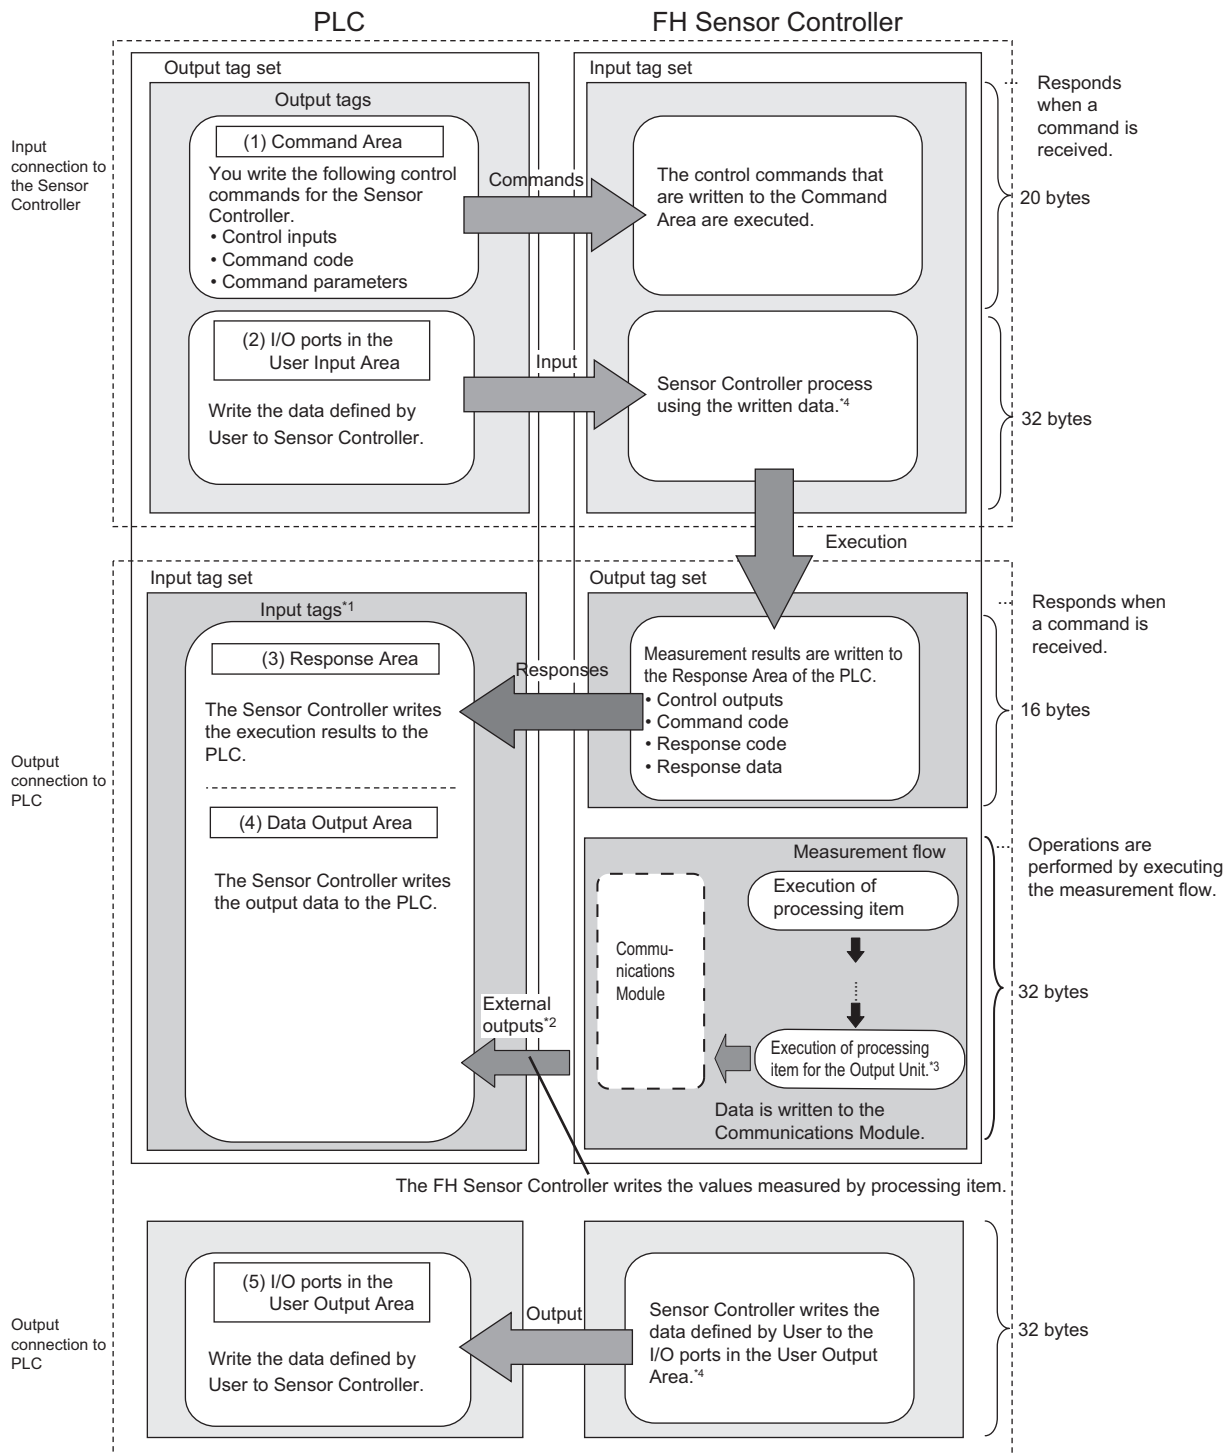 PLC
FH Sensor Controller
Output tag set
Input tag set
Output tags
Responds
when a
command is
received.
Input
connection to
the Sensor
Controller
(1) Command Area
You write the following control
commands for the Sensor
Controller.
• Control inputs
• Command code
• Command parameters
Commands
The control commands that
are written to the Command
Area are executed.
20 bytes
(2) I/O ports in the
User Input Area
Write the data defined by
User to Sensor Controller.
Input
Sensor Controller process
using the written data.*4
32 bytes
Execution
Input tag set
Output tag set
Input tags*1
Responds when
a command is
received.
(3) Response Area
The Sensor Controller writes
the execution results to the
PLC.
Responses
Measurement results are written to
the Response Area of the PLC.
• Control outputs
• Command code
• Response code
• Response data
16 bytes
Output
connection to
PLC
(4) Data Output Area
The Sensor Controller writes
the output data to the PLC.
Measurement flow
Operations are
performed by executing
the measurement flow.
Execution of
processing item
Commu-
nications
Module
32 bytes
External
outputs*2
Execution of processing
item for the Output Unit.*3
Data is written to the
Communications Module.
The FH Sensor Controller writes the values measured by processing item.
Output
connection to
PLC
(5) I/O ports in the
User Output Area
Write the data defined by
User to Sensor Controller.
Output
Sensor Controller writes the
data defined by User to the
I/O ports in the User Output
Area.*4
32 bytes